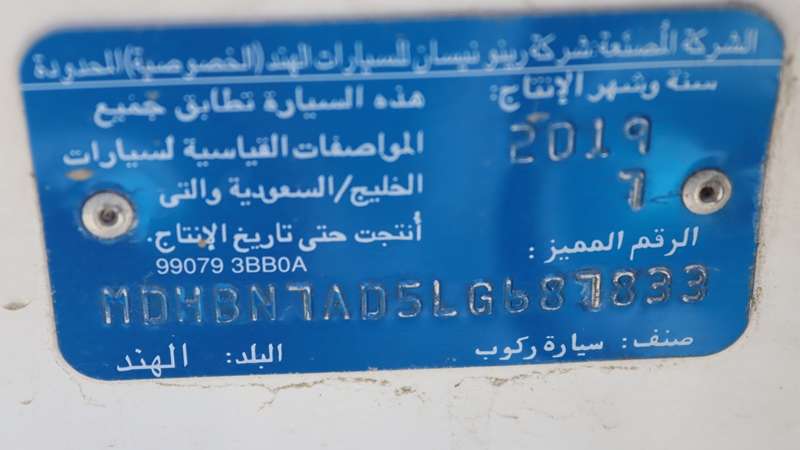 الشركة المصنعة شركة رينو نيسان للسيارات الهند (الخصوصية) المحدودة
سنة وشهر الإنتاج:
2019
7
هذه السيارة تطابق جميع
المواصفات القياسية لسيارات
الخليج/السعودية والتى
أنتجت حتى تاريخ الإنتاج.
99079 3BB0A
الرقم المميز:
MDHBN7AD5LG687833
صنف: سيارة ركوب
البلد: الهند